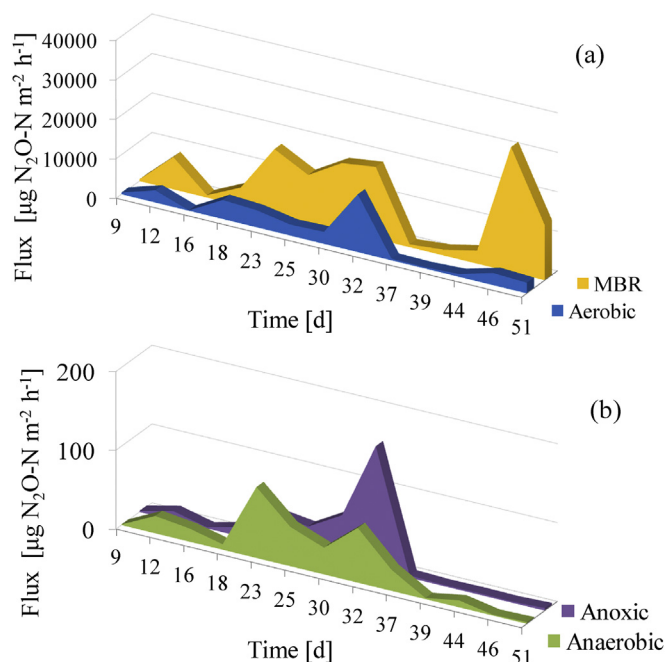 (a)
40000
30000
20000
10000
0
Flux [µg N₂O-N m⁻² h⁻¹]
9 12 16 18 23 25 30 32 37 39 44 46 51
Time [d]
MBR
Aerobic
(b)
200
100
0
Flux [µg N₂O-N m⁻² h⁻¹]
9 12 16 18 23 25 30 32 37 39 44 46 51
Time [d]
Anoxic
Anaerobic